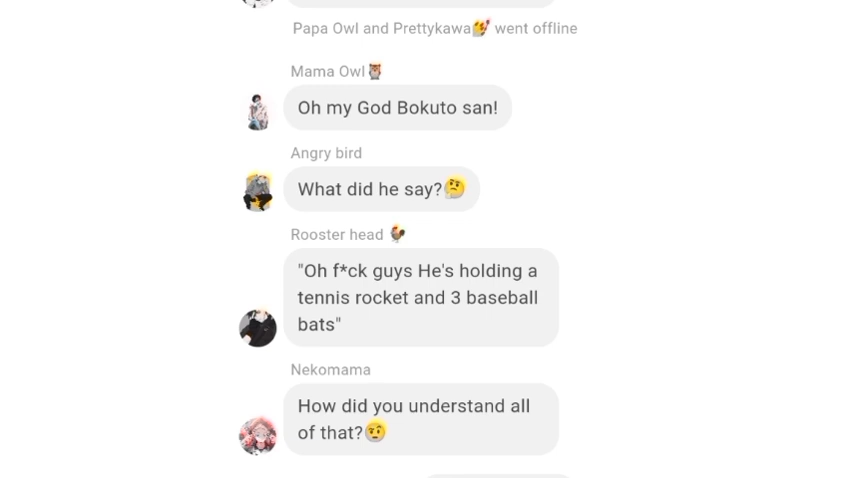 Papa Owl and Prettykawa💅 went offline
Mama Owl🦉
Oh my God Bokuto san!
Angry bird
What did he say?🤔
Rooster head 🐓
"Oh f*ck guys He's holding a
tennis rocket and 3 baseball
bats"
Nekomama
How did you understand all
of that?🤨